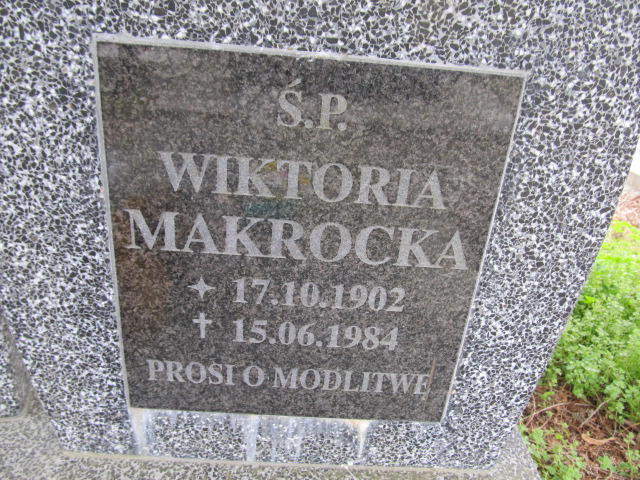 Ś.P.
WIKTORIA
MAKROCKA
✦ 17.10.1902
✝ 15.06.1984
PROSI O MODLITWĘ